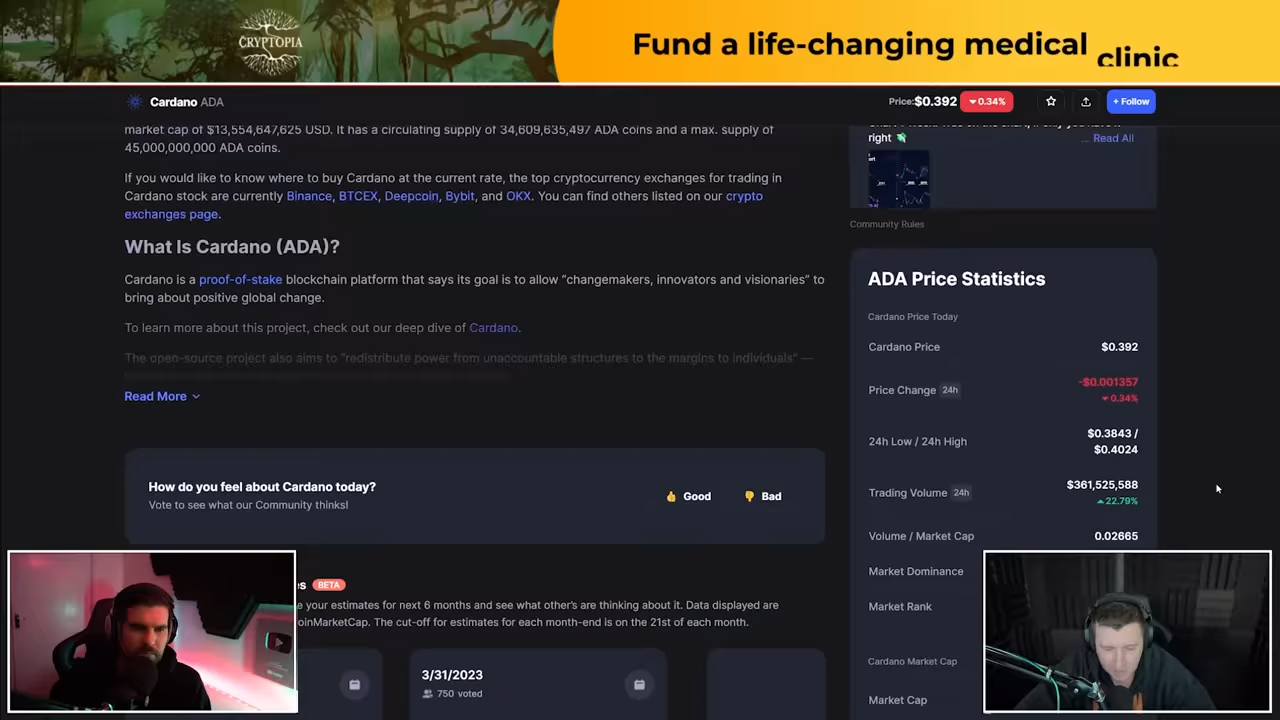 CRYPTOPIA
Fund a life-changing medical clinic
Cardano ADA
Price:$0.392
0.34%
+ Follow
market cap of $13,554,647,625 USD. It has a circulating supply of 34,609,635,497 ADA coins and a max. supply of
45,000,000,000 ADA coins.
If you would like to know where to buy Cardano at the current rate, the top cryptocurrency exchanges for trading in
Cardano stock are currently Binance, BTCEX, Deepcoin, Bybit, and OKX. You can find others listed on our crypto
exchanges page.
What Is Cardano (ADA)?
Cardano is a proof-of-stake blockchain platform that says its goal is to allow “changemakers, innovators and visionaries” to
bring about positive global change.
To learn more about this project, check out our deep dive of Cardano.
The open-source project also aims to “redistribute power from unaccountable structures to the margins to individuals” —
Read More
How do you feel about Cardano today?
Vote to see what our Community thinks!
Good
Bad
es BETA
e your estimates for next 6 months and see what other’s are thinking about it. Data displayed are
oinMarketCap. The cut-off for estimates for each month-end is on the 21st of each month.
3/31/2023
750 voted
right
... Read All
Community Rules
ADA Price Statistics
Cardano Price Today
Cardano Price
$0.392
Price Change 24h
-$0.001357
0.34%
24h Low / 24h High
$0.3843 /
$0.4024
Trading Volume 24h
$361,525,588
22.79%
Volume / Market Cap
0.02665
Market Dominance
Market Rank
Cardano Market Cap
Market Cap